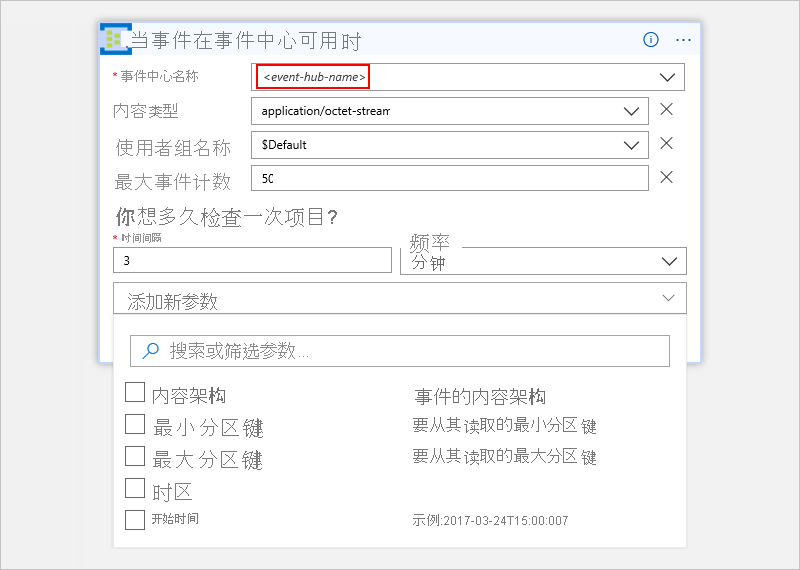 当事件在事件中心可用时
* 事件中心名称 <event-hub-name>
内容类型 application/octet-stream
使用者组名称 $Default
最大事件计数 50
你想多久检查一次项目?
* 时间间隔 频率
3 分钟
添加新参数
搜索或筛选参数...
内容架构 事件的内容架构
最小分区键 要从其读取的最小分区键
最大分区键 要从其读取的最大分区键
时区
开始时间 示例:2017-03-24T15:00:007